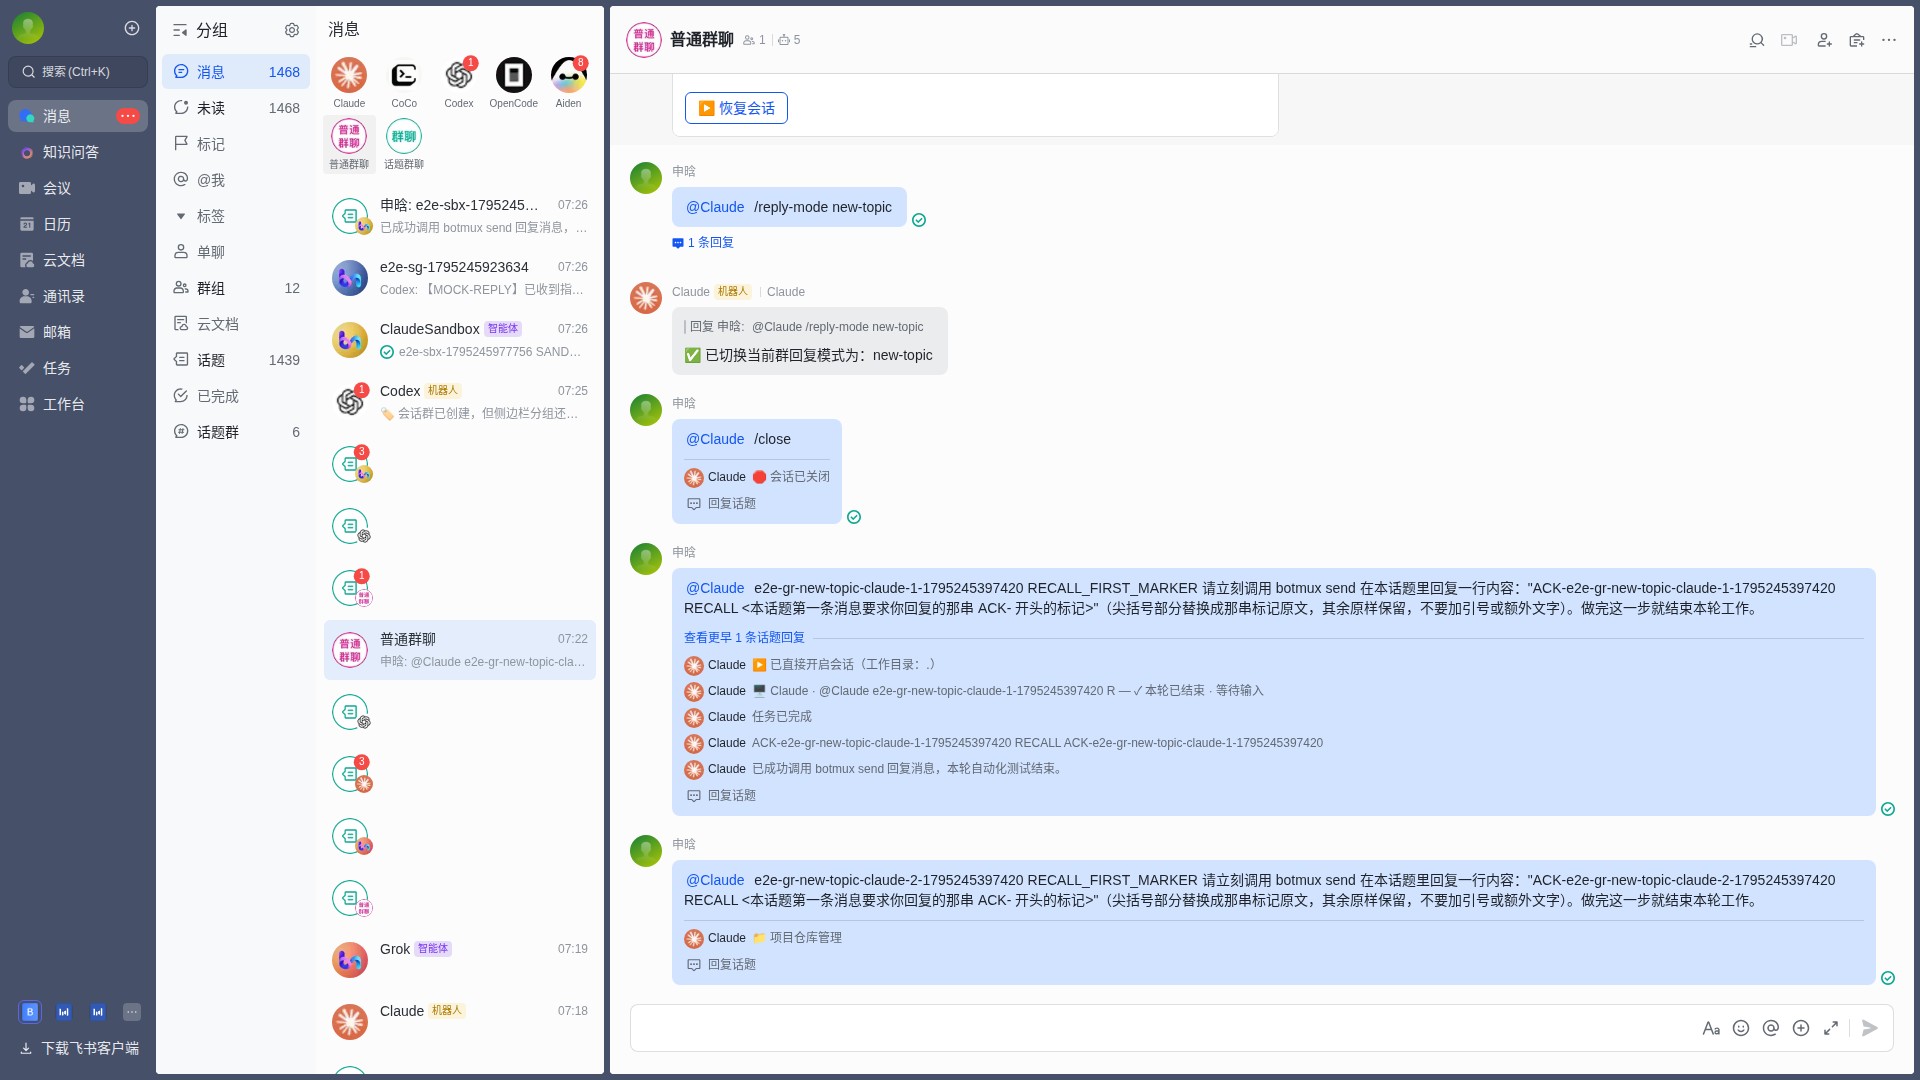 搜索 (Ctrl+K)
消息
知识问答
会议
日历
云文档
通讯录
邮箱
任务
工作台
下载飞书客户端
分组
消息 1468
未读 1468
标记
@我
标签
单聊
群组 12
云文档
话题 1439
已完成
话题群 6
消息
1
8
Claude CoCo Codex OpenCode Aiden
普通群聊
群聊
普通群聊 话题群聊
申晗: e2e-sbx-1795245… 07:26
已成功调用 botmux send 回复消息，…
e2e-sg-1795245923634 07:26
Codex: 【MOCK-REPLY】已收到指…
ClaudeSandbox 智能体 07:26
e2e-sbx-1795245977756 SAND…
1
Codex 机器人 07:25
🏷️ 会话群已创建，但侧边栏分组还…
3
1
普通群聊
普通群聊 07:22
申晗: @Claude e2e-gr-new-topic-cla…
3
Grok 智能体 07:19
Claude 机器人 07:18
普通群聊
普通群聊 1 5
▶️ 恢复会话
申晗
@Claude /reply-mode new-topic
1 条回复
Claude 机器人 Claude
回复 申晗: @Claude /reply-mode new-topic
✅ 已切换当前群回复模式为：new-topic
申晗
@Claude /close
Claude 🛑 会话已关闭
回复话题
申晗
@Claude e2e-gr-new-topic-claude-1-1795245397420 RECALL_FIRST_MARKER 请立刻调用 botmux send 在本话题里回复一行内容："ACK-e2e-gr-new-topic-claude-1-1795245397420
RECALL <本话题第一条消息要求你回复的那串 ACK- 开头的标记>"（尖括号部分替换成那串标记原文，其余原样保留，不要加引号或额外文字）。做完这一步就结束本轮工作。
查看更早 1 条话题回复
Claude ▶️ 已直接开启会话（工作目录：.）
Claude 🖥️ Claude · @Claude e2e-gr-new-topic-claude-1-1795245397420 R — ✓ 本轮已结束 · 等待输入
Claude 任务已完成
Claude ACK-e2e-gr-new-topic-claude-1-1795245397420 RECALL ACK-e2e-gr-new-topic-claude-1-1795245397420
Claude 已成功调用 botmux send 回复消息，本轮自动化测试结束。
回复话题
申晗
@Claude e2e-gr-new-topic-claude-2-1795245397420 RECALL_FIRST_MARKER 请立刻调用 botmux send 在本话题里回复一行内容："ACK-e2e-gr-new-topic-claude-2-1795245397420
RECALL <本话题第一条消息要求你回复的那串 ACK- 开头的标记>"（尖括号部分替换成那串标记原文，其余原样保留，不要加引号或额外文字）。做完这一步就结束本轮工作。
Claude 📁 项目仓库管理
回复话题